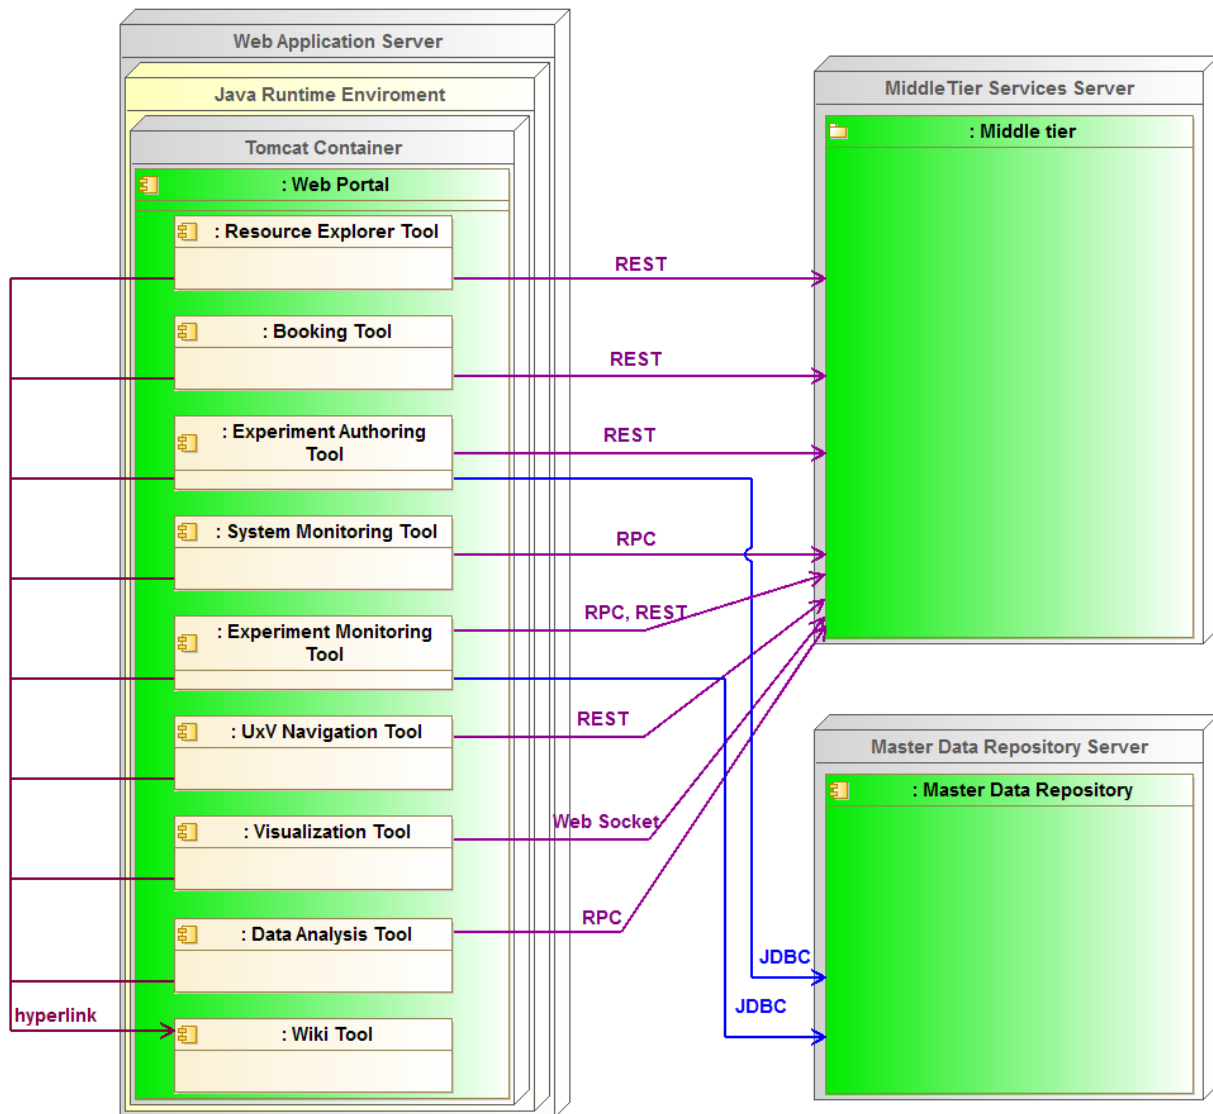 Web Application Server
Java Runtime Enviroment
Tomcat Container
: Web Portal
: Resource Explorer Tool
: Booking Tool
: Experiment Authoring
Tool
: System Monitoring Tool
: Experiment Monitoring
Tool
: UxV Navigation Tool
: Visualization Tool
: Data Analysis Tool
: Wiki Tool
hyperlink
REST
REST
REST
RPC
RPC, REST
REST
Web Socket
RPC
JDBC
JDBC
MiddleTier Services Server
: Middle tier
Master Data Repository Server
: Master Data Repository